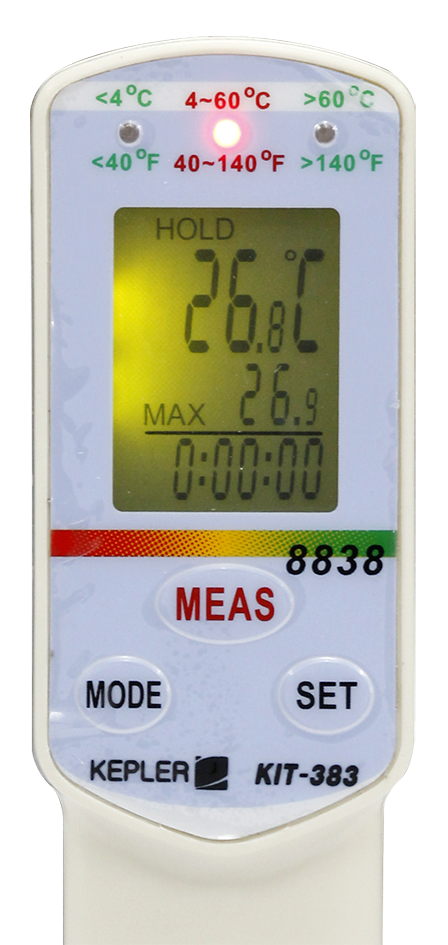 <4°C 4~60°C >60°C
<40°F 40~140°F >140°F
HOLD
26.8°C
MAX 26.9
0:00:00
8838
MEAS
MODE SET
KEPLER KIT-383